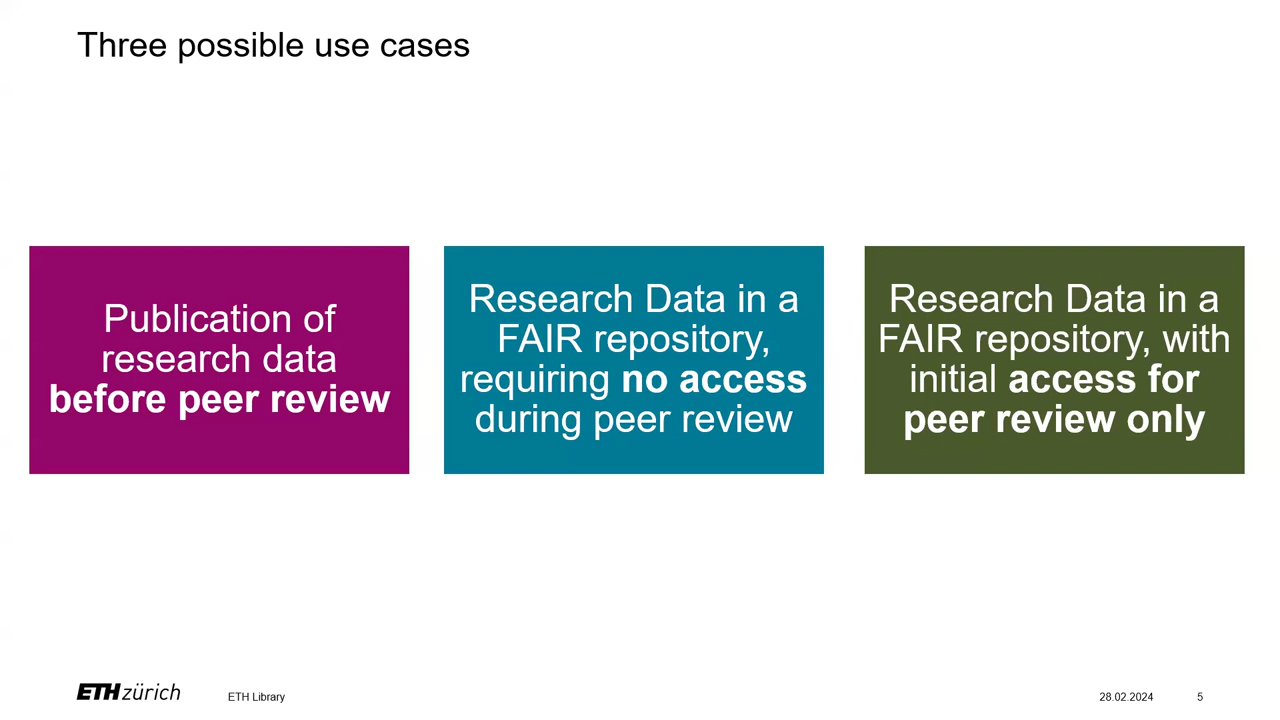 Three possible use cases
Publication of
research data
before peer review
Research Data in a
FAIR repository,
requiring no access
during peer review
Research Data in a
FAIR repository, with
initial access for
peer review only
ETH zürich
ETH Library
28.02.2024
5